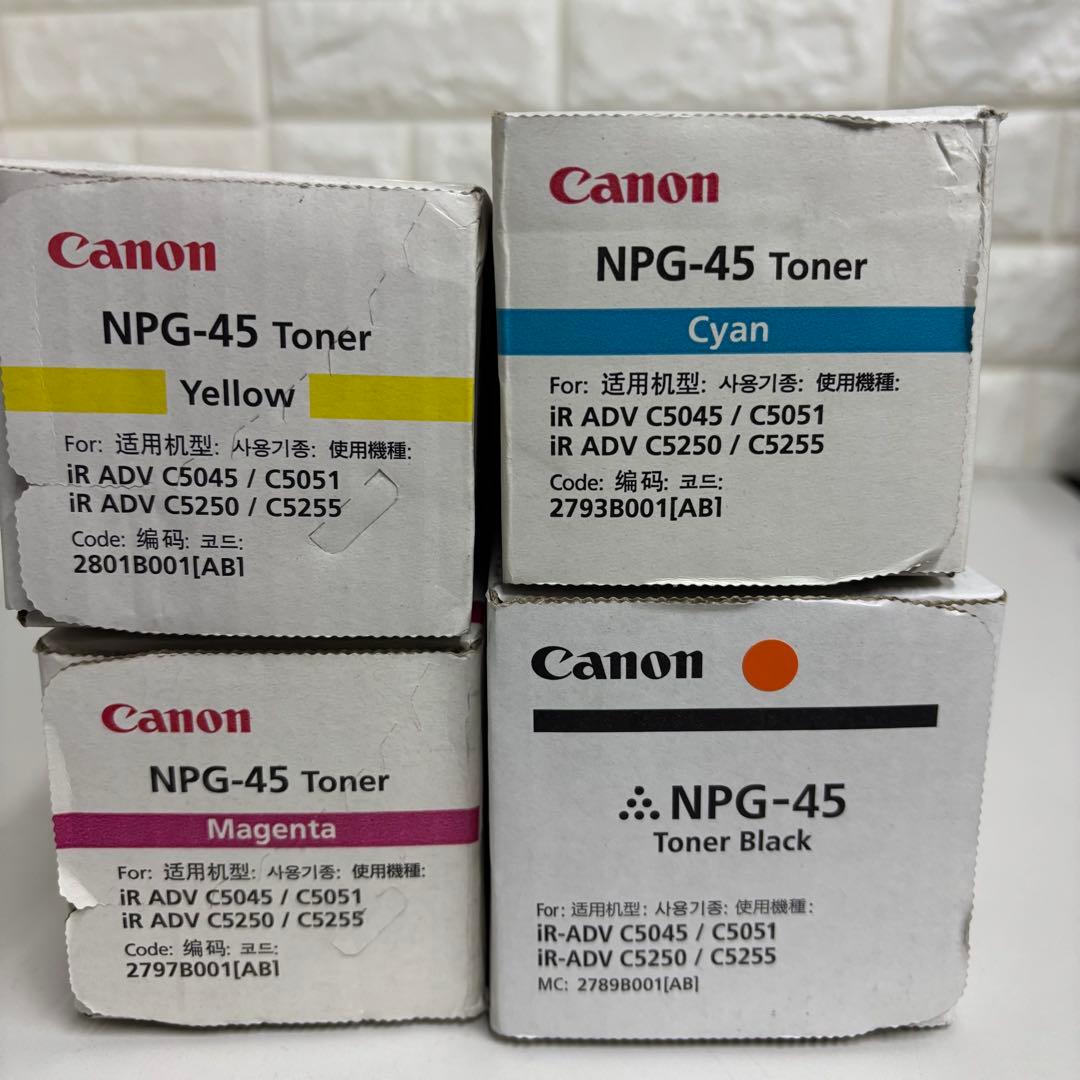 Canon
NPG-45 Toner
Yellow
For: 适用机型: 사용기종: 使用機種:
iR ADV C5045 / C5051
iR ADV C5250 / C5255
Code: 编码: 코드:
2801B001[AB]
Canon
NPG-45 Toner
Cyan
For: 适用机型: 사용기종: 使用機種:
iR ADV C5045 / C5051
iR ADV C5250 / C5255
Code: 编码: 코드:
2793B001[AB]
Canon
NPG-45 Toner
Magenta
For: 适用机型: 사용기종: 使用機種:
iR ADV C5045 / C5051
iR ADV C5250 / C5255
Code: 编码: 코드:
2797B001[AB]
Canon
NPG-45
Toner Black
For: 适用机型: 사용기종: 使用機種:
iR-ADV C5045 / C5051
iR-ADV C5250 / C5255
MC: 2789B001[AB]